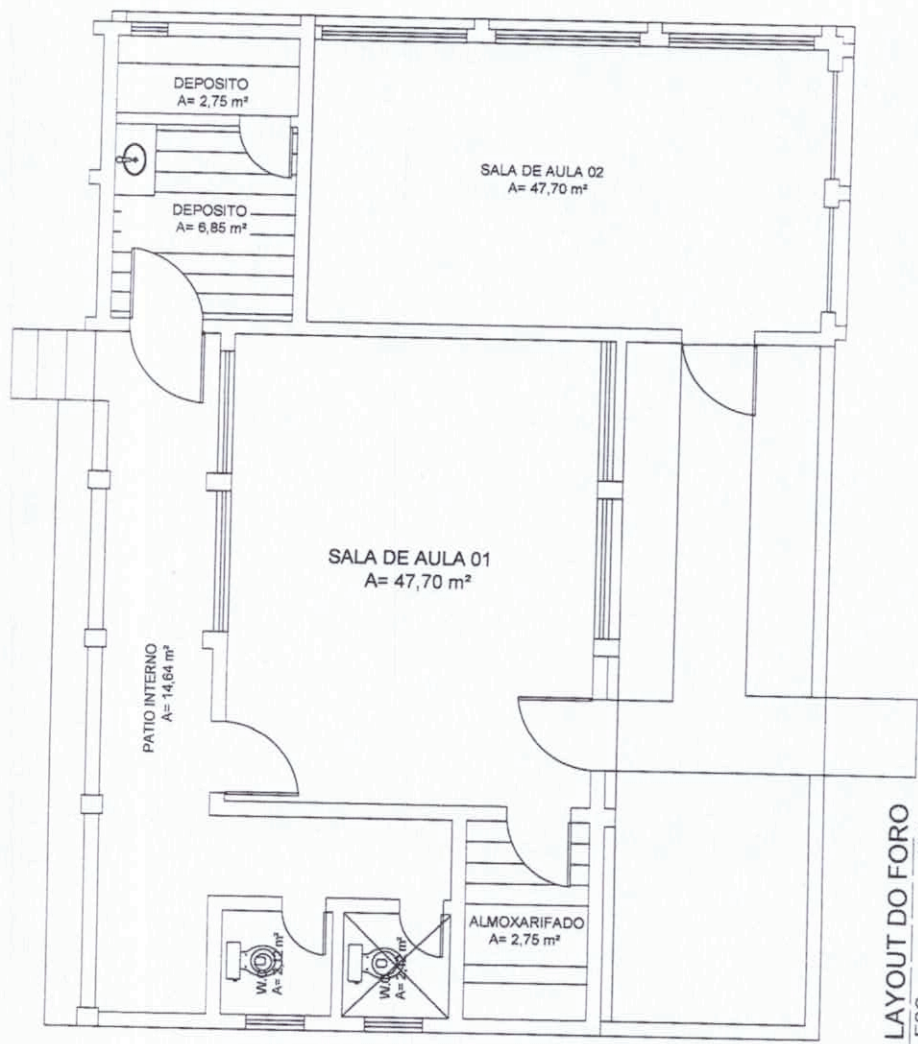 DEPOSITO
A= 2,75 m²
DEPOSITO
A= 6,85 m²
SALA DE AULA 02
A= 47,70 m²
SALA DE AULA 01
A= 47,70 m²
PATIO INTERNO
A= 14,64 m²
ALMOXARIFADO
A= 2,75 m²
LAYOUT DO FORO